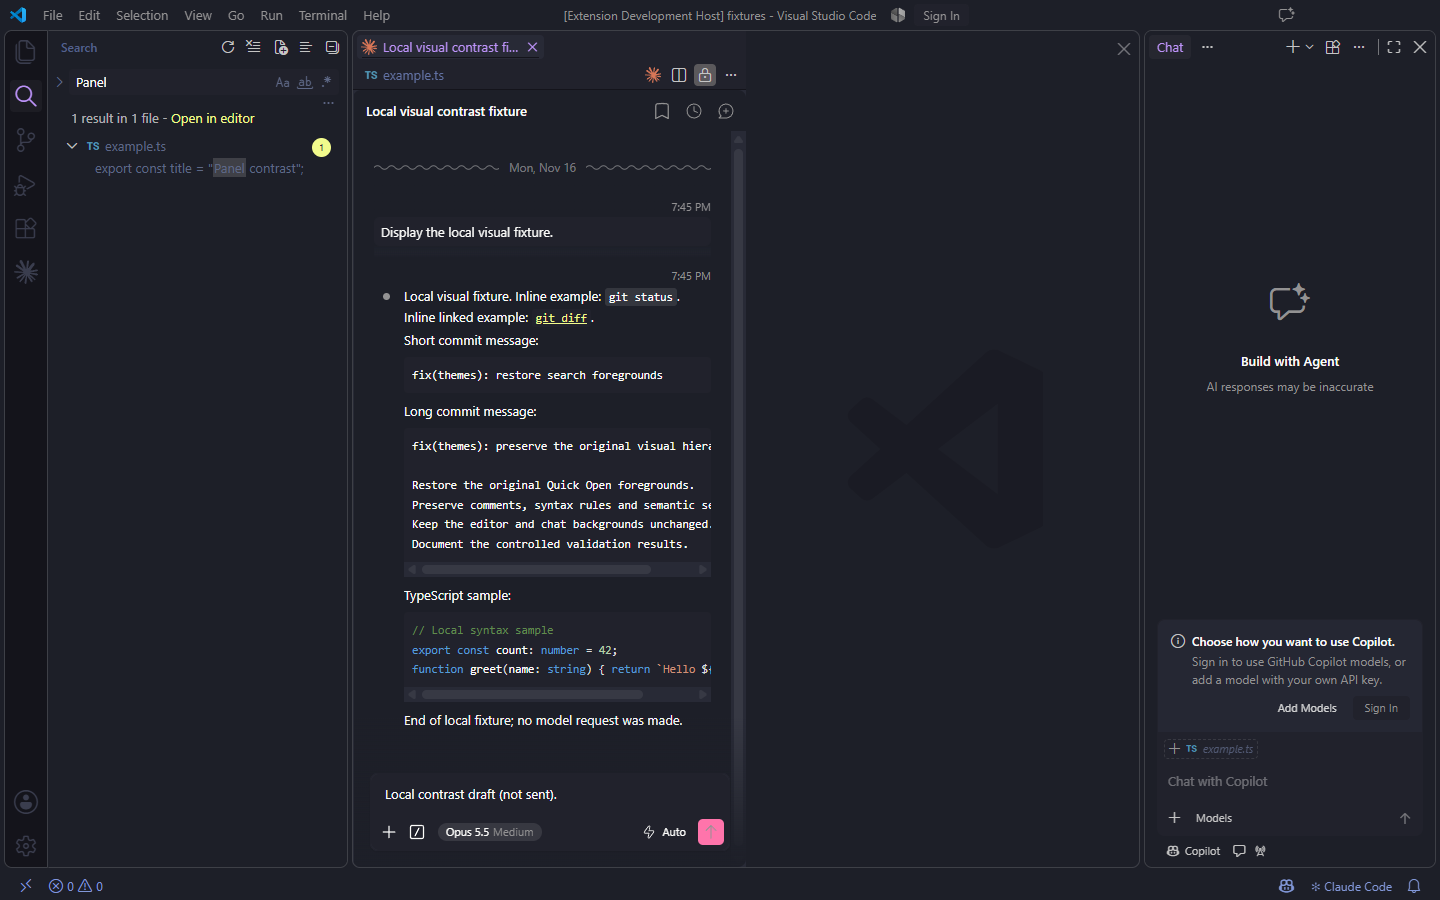 File Edit Selection View Go Run Terminal Help
[Extension Development Host] fixtures - Visual Studio Code
Sign In
Search
Panel
Aa ab .*
1 result in 1 file - Open in editor
TS example.ts
1
export const title = "Panel contrast";
Local visual contrast fi...
TS example.ts
Local visual contrast fixture
Mon, Nov 16
7:45 PM
Display the local visual fixture.
7:45 PM
Local visual fixture. Inline example: git status.
Inline linked example: git diff.
Short commit message:
fix(themes): restore search foregrounds
Long commit message:
fix(themes): preserve the original visual hiera
Restore the original Quick Open foregrounds.
Preserve comments, syntax rules and semantic se
Keep the editor and chat backgrounds unchanged.
Document the controlled validation results.
TypeScript sample:
// Local syntax sample
export const count: number = 42;
function greet(name: string) { return `Hello ${
End of local fixture; no model request was made.
Local contrast draft (not sent).
Opus 5.5 Medium
Auto
Chat
Build with Agent
AI responses may be inaccurate
Choose how you want to use Copilot.
Sign in to use GitHub Copilot models, or
add a model with your own API key.
Add Models Sign In
TS example.ts
Chat with Copilot
Models
Copilot
0 0
Claude Code